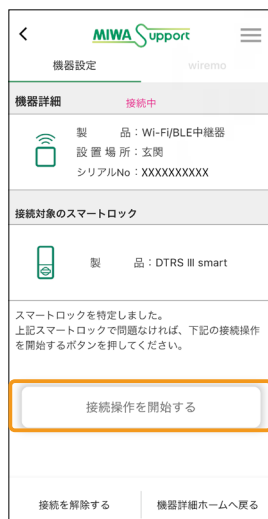 MIWA Support
機器設定 wiremo
機器詳細 接続中
製 品：Wi-Fi/BLE中継器
設置場所：玄関
シリアルNo：XXXXXXXXXX
接続対象のスマートロック
製 品：DTRS III smart
スマートロックを特定しました。
上記スマートロックで問題なければ、下記の接続操作
を開始するボタンを押してください。
接続操作を開始する
接続を解除する 機器詳細ホームへ戻る